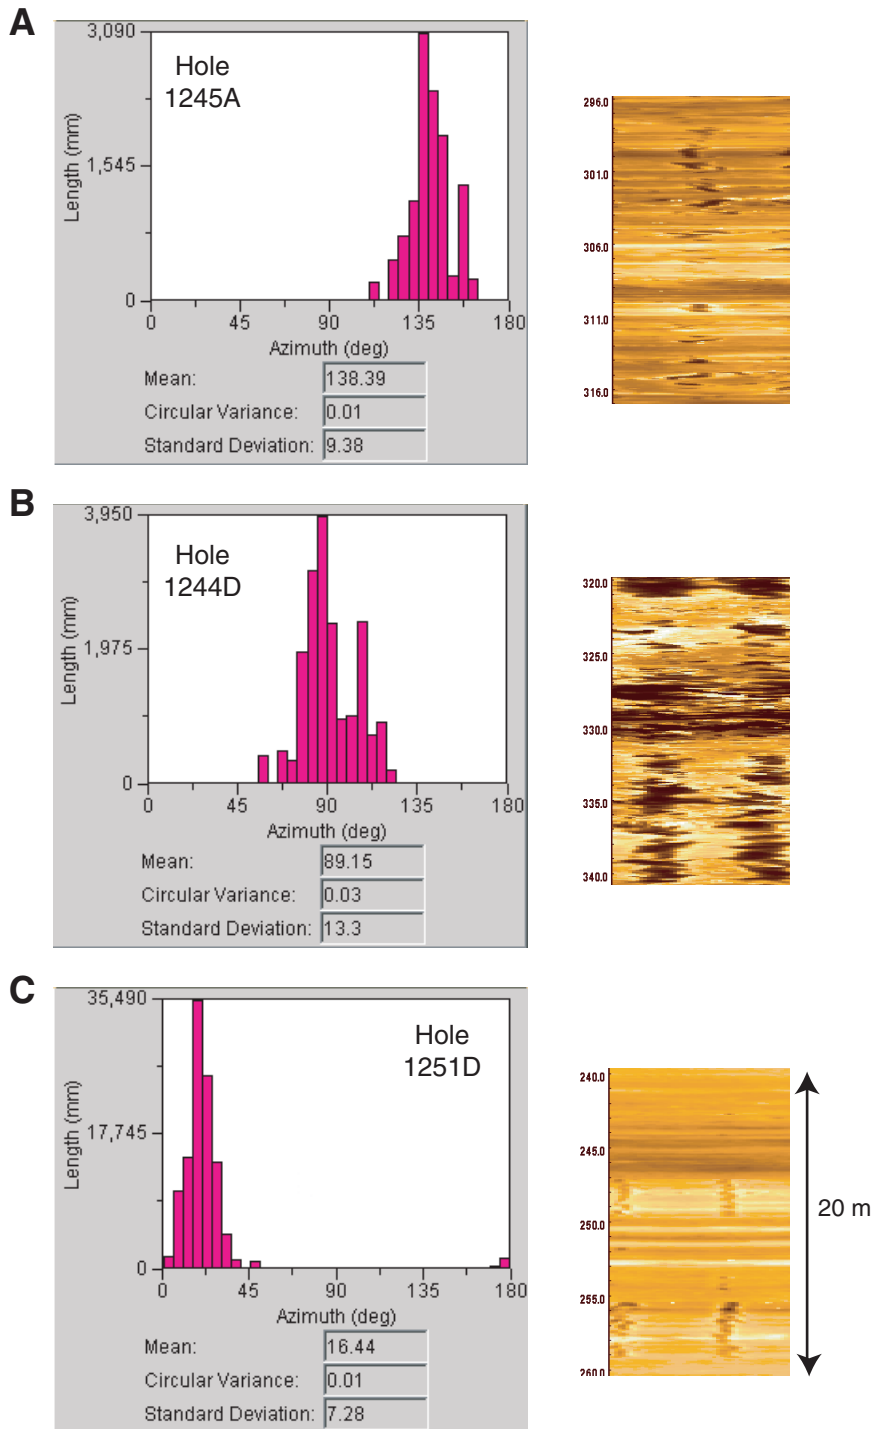 A
3,090
Hole
1245A
1,545
Length (mm)
0
0 45 90 135 180
Azimuth (deg)
Mean: 138.39
Circular Variance: 0.01
Standard Deviation: 9.38
296.0
301.0
306.0
311.0
316.0
B
3,950
Hole
1244D
1,975
Length (mm)
0
0 45 90 135 180
Azimuth (deg)
Mean: 89.15
Circular Variance: 0.03
Standard Deviation: 13.3
320.0
325.0
330.0
335.0
340.0
C
35,490
Hole
1251D
17,745
Length (mm)
0
0 45 90 135 180
Azimuth (deg)
Mean: 16.44
Circular Variance: 0.01
Standard Deviation: 7.28
240.0
245.0
250.0
255.0
260.0
20 m